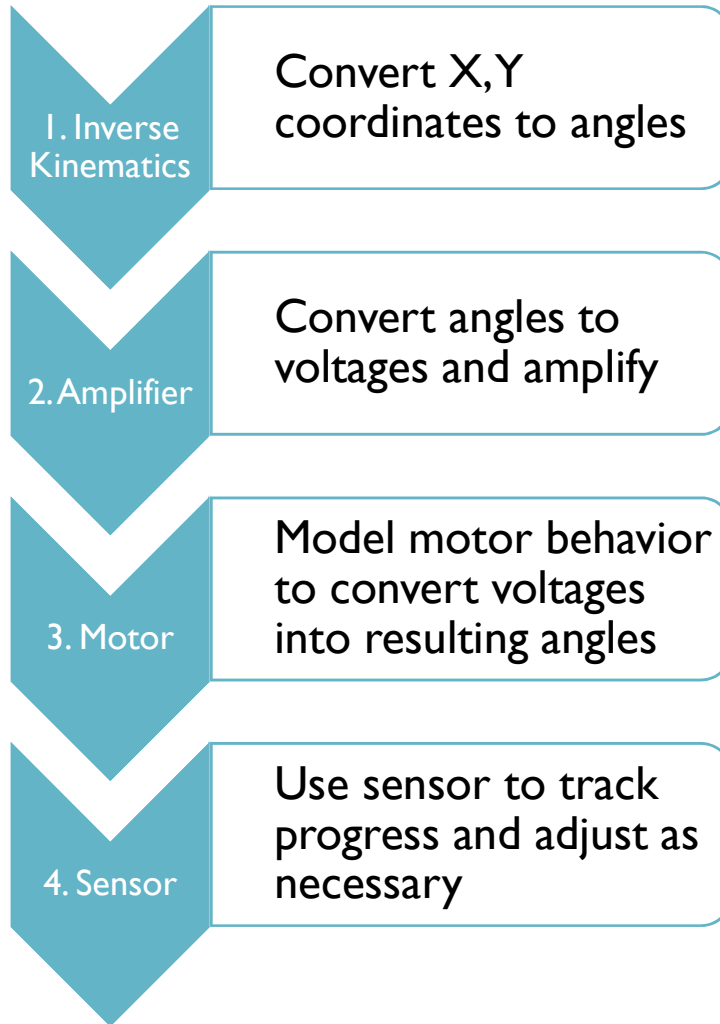 1. Inverse
Kinematics
Convert X, Y
coordinates to angles
2. Amplifier
Convert angles to
voltages and amplify
3. Motor
Model motor behavior
to convert voltages
into resulting angles
4. Sensor
Use sensor to track
progress and adjust as
necessary